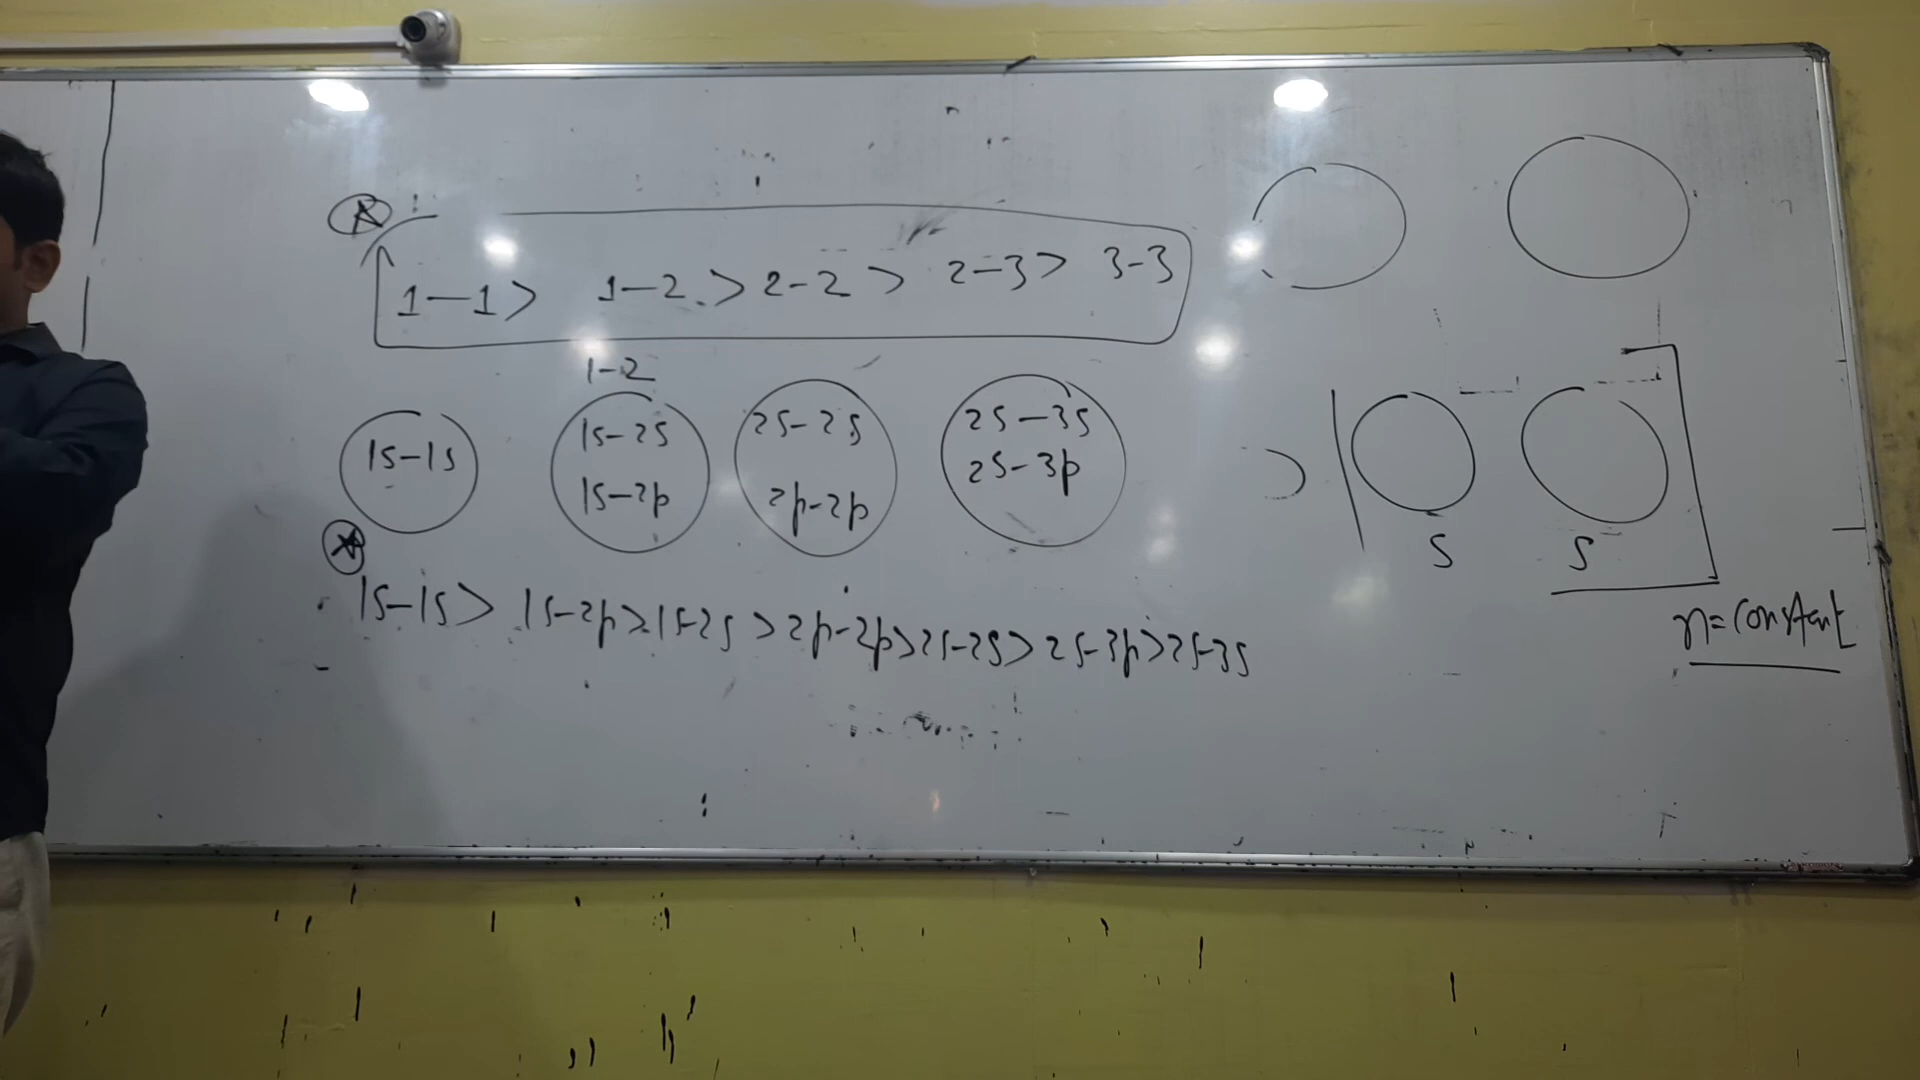 1—1 > 1—2 > 2-2 > 2—3 > 3-3
1-2
1s-1s
1s-2s
1s-2p
2s-2s
2p-2p
2s-3s
2s-3p
1s-1s > 1s-2p > 1s-2s > 2p-2p > 2s-2s > 2s-3p > 2s-3s
S S
n = constant